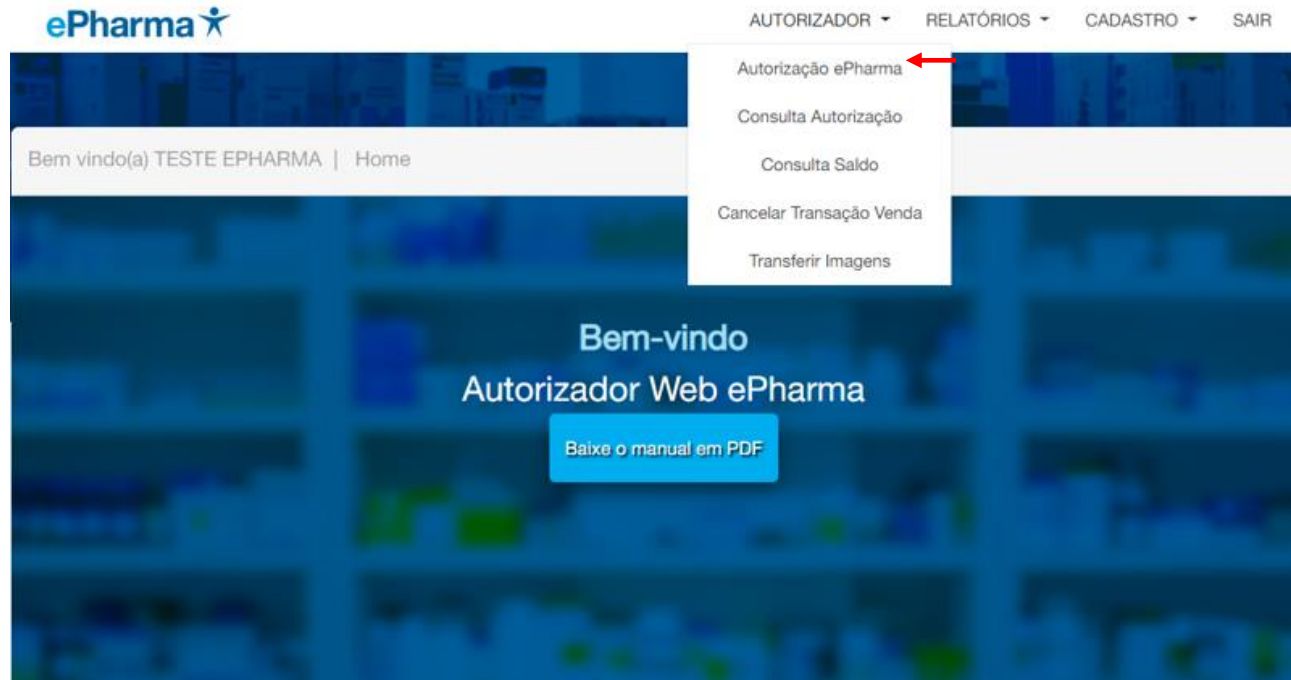 ePharma
AUTORIZADOR RELATÓRIOS CADASTRO SAIR
Autorização ePharma
Consulta Autorização
Consulta Saldo
Cancelar Transação Venda
Transferir Imagens
Bem vindo(a) TESTE EPHARMA | Home
Bem-vindo
Autorizador Web ePharma
Baixe o manual em PDF